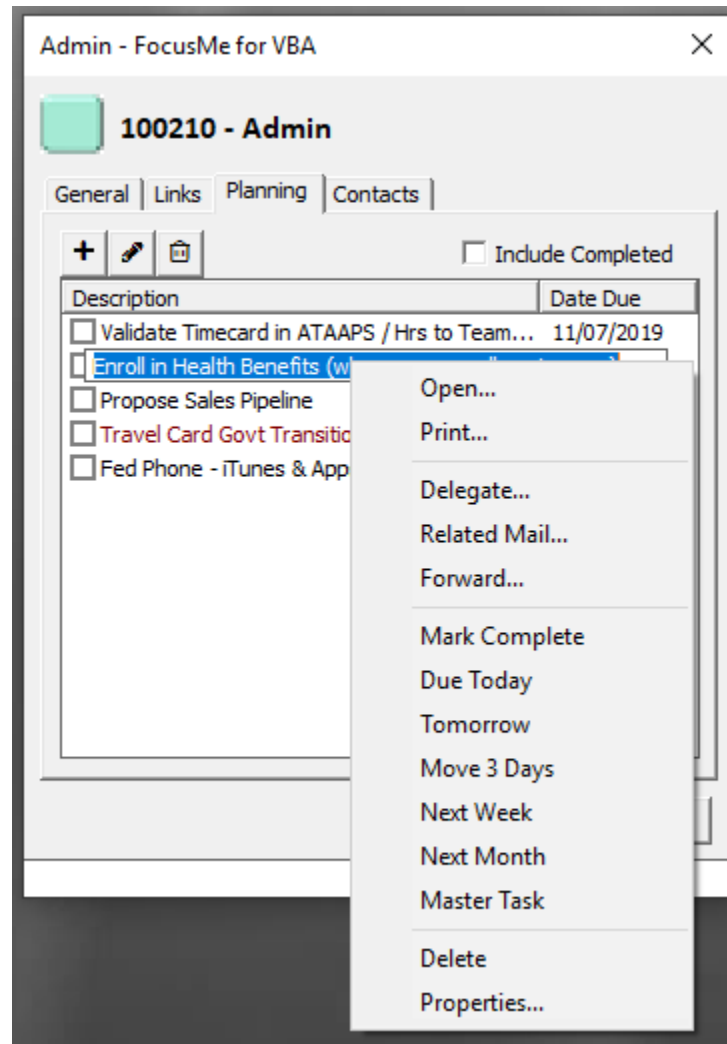 Admin - FocusMe for VBA
100210 - Admin
General Links Planning Contacts
Include Completed
Description Date Due
Validate Timecard in ATAAPS / Hrs to Team... 11/07/2019
Enroll in Health Benefits
Propose Sales Pipeline
Travel Card Govt
Fed Phone - iTunes &
Open...
Print...
Delegate...
Related Mail...
Forward...
Mark Complete
Due Today
Tomorrow
Move 3 Days
Next Week
Next Month
Master Task
Delete
Properties...